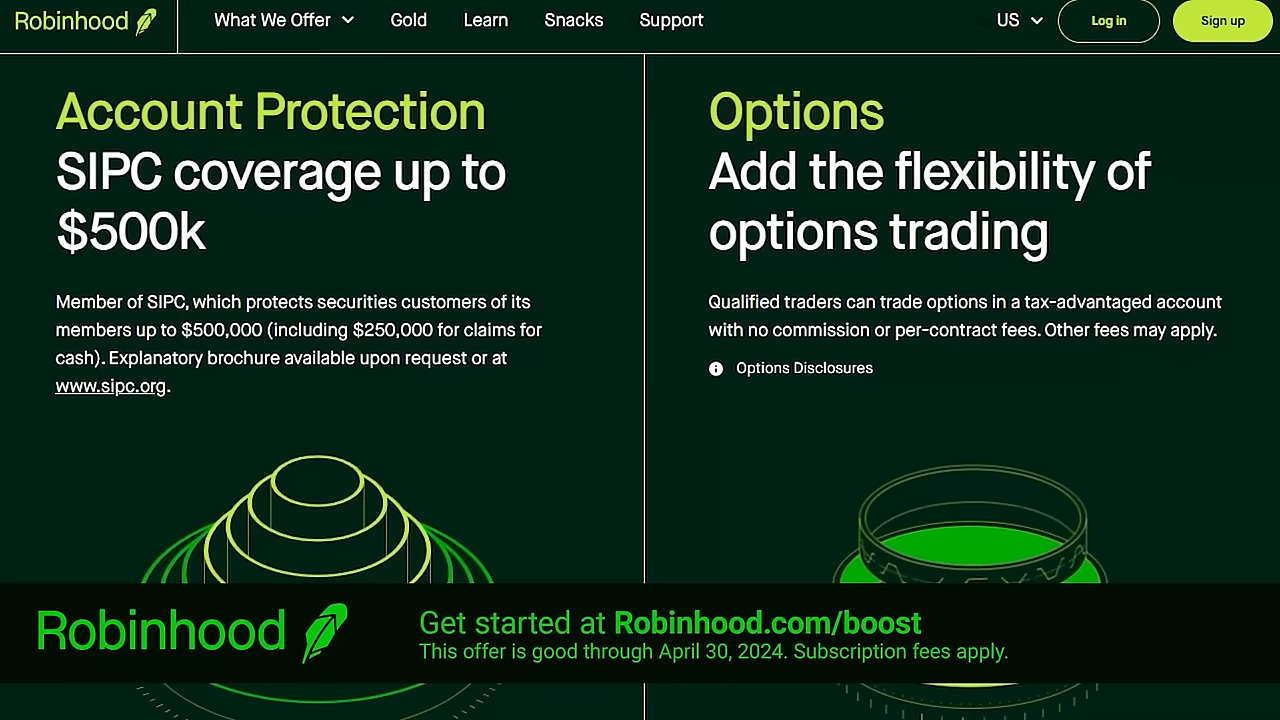 Robinhood What We Offer Gold Learn Snacks Support US Log in Sign up
Account Protection
SIPC coverage up to
$500k
Member of SIPC, which protects securities customers of its
members up to $500,000 (including $250,000 for claims for
cash). Explanatory brochure available upon request or at
www.sipc.org.
Options
Add the flexibility of
options trading
Qualified traders can trade options in a tax-advantaged account
with no commission or per-contract fees. Other fees may apply.
Options Disclosures
Robinhood
Get started at Robinhood.com/boost
This offer is good through April 30, 2024. Subscription fees apply.